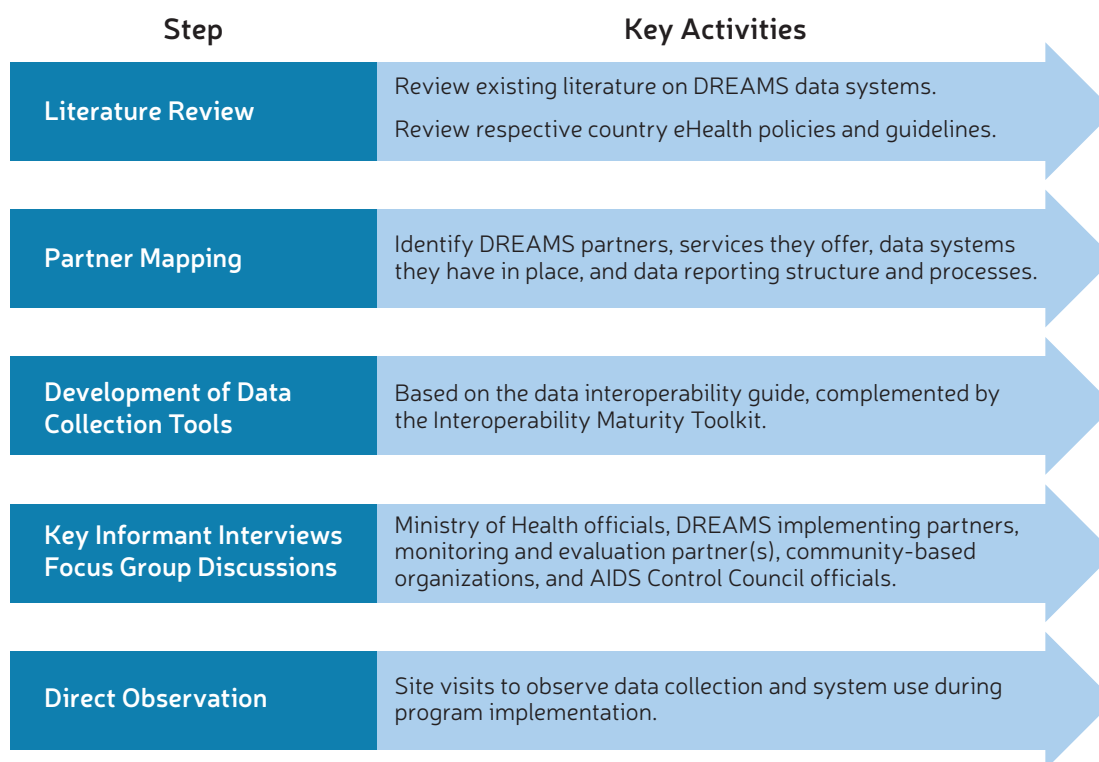 Step
Key Activities
Literature Review
Review existing literature on DREAMS data systems.
Review respective country eHealth policies and guidelines.
Partner Mapping
Identify DREAMS partners, services they offer, data systems
they have in place, and data reporting structure and processes.
Development of Data
Collection Tools
Based on the data interoperability guide, complemented by
the Interoperability Maturity Toolkit.
Key Informant Interviews
Focus Group Discussions
Ministry of Health officials, DREAMS implementing partners,
monitoring and evaluation partner(s), community-based
organizations, and AIDS Control Council officials.
Direct Observation
Site visits to observe data collection and system use during
program implementation.